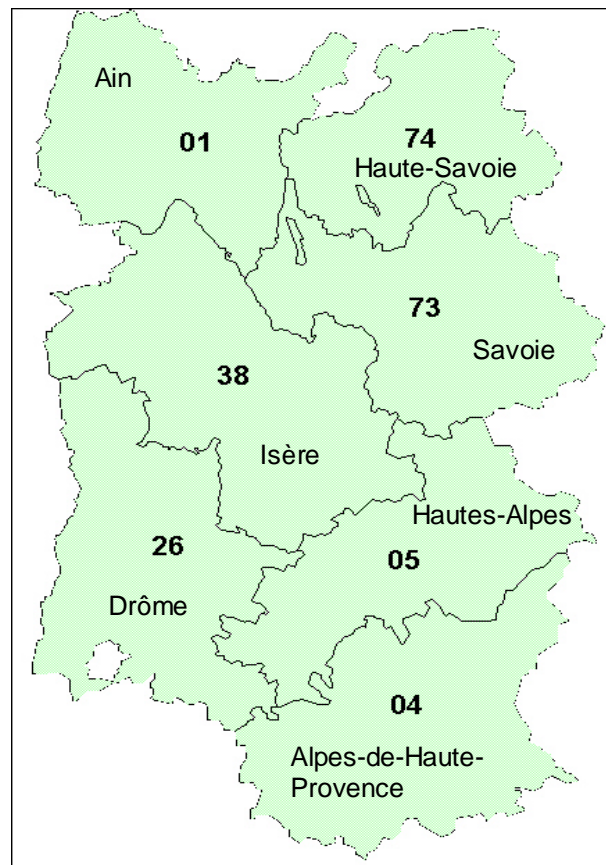 Ain
01
74
Haute-Savoie
73
Savoie
38
Isère
Hautes-Alpes
05
26
Drôme
04
Alpes-de-Haute-
Provence